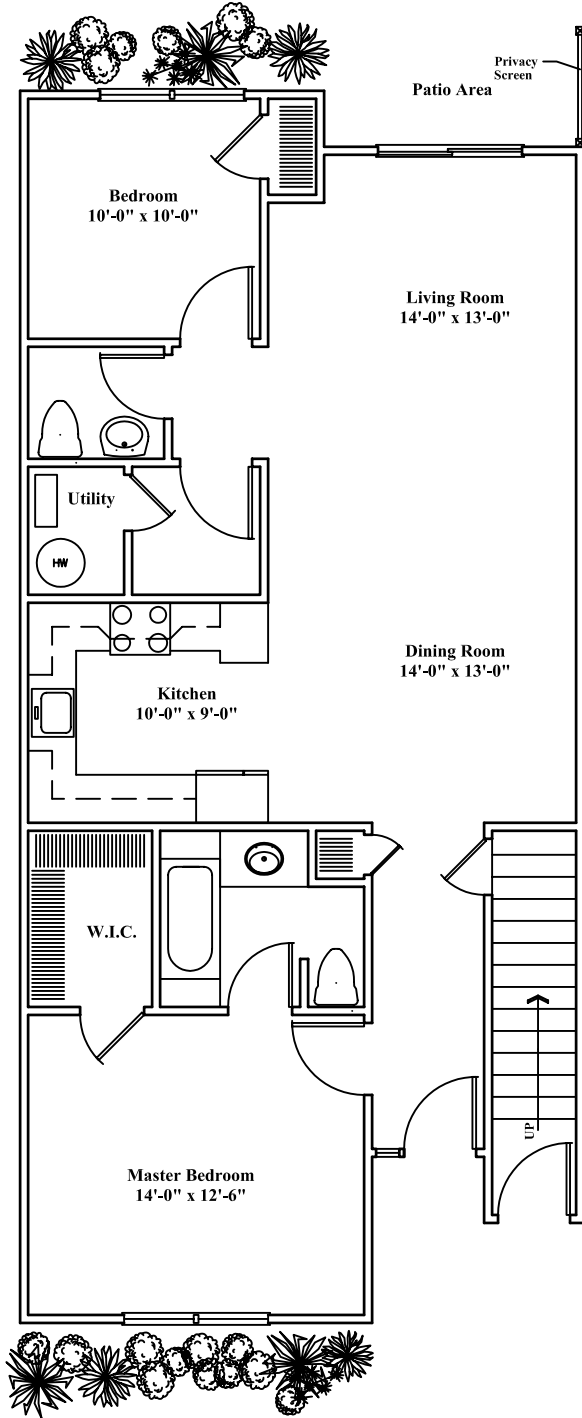 Privacy
Screen
Patio Area
Bedroom
10'-0" x 10'-0"
Living Room
14'-0" x 13'-0"
Utility
HW
Dining Room
14'-0" x 13'-0"
Kitchen
10'-0" x 9'-0"
W.I.C.
UP
Master Bedroom
14'-0" x 12'-6"